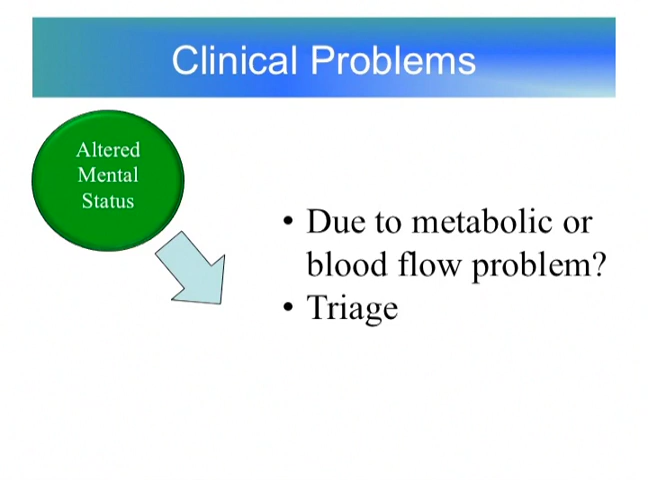 Clinical Problems
Altered
Mental
Status
• Due to metabolic or
blood flow problem?
• Triage